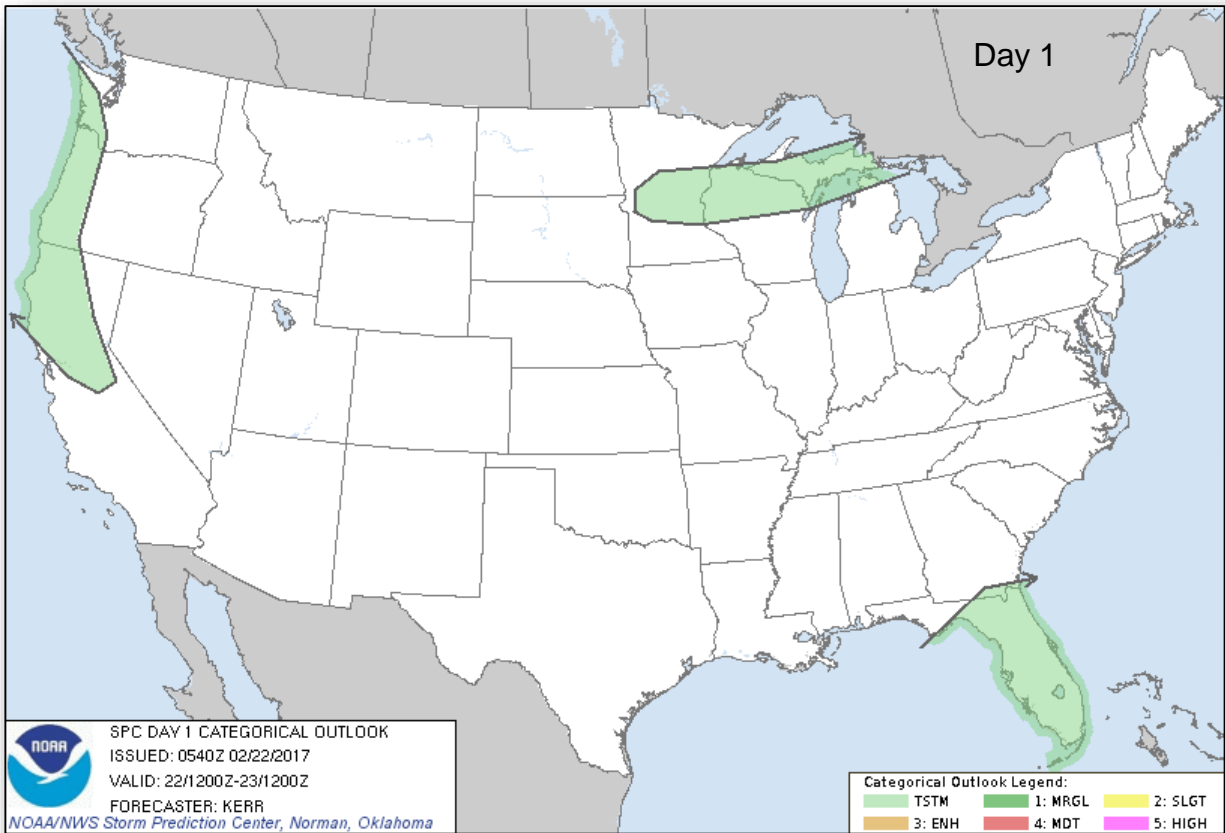 Day 1
NOAA
SPC DAY 1 CATEGORICAL OUTLOOK
ISSUED: 0540Z 02/22/2017
VALID: 22/1200Z-23/1200Z
FORECASTER: KERR
NOAA/NWS Storm Prediction Center, Norman, Oklahoma
Categorical Outlook Legend:
TSTM 1: MRGL 2: SLGT
3: ENH 4: MDT 5: HIGH